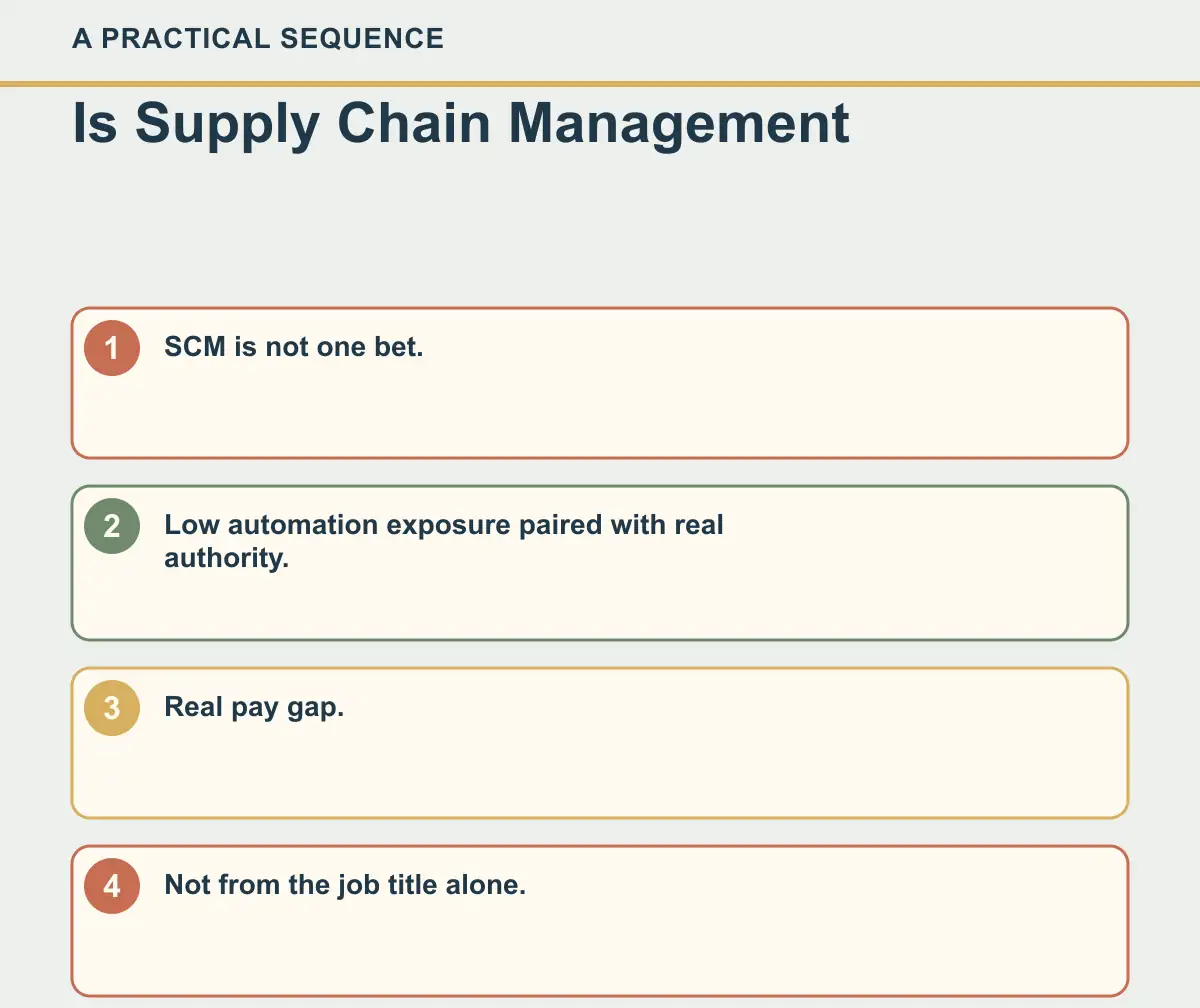 A PRACTICAL SEQUENCE
Is Supply Chain Management
1
SCM is not one bet.
2
Low automation exposure paired with real
authority.
3
Real pay gap.
4
Not from the job title alone.